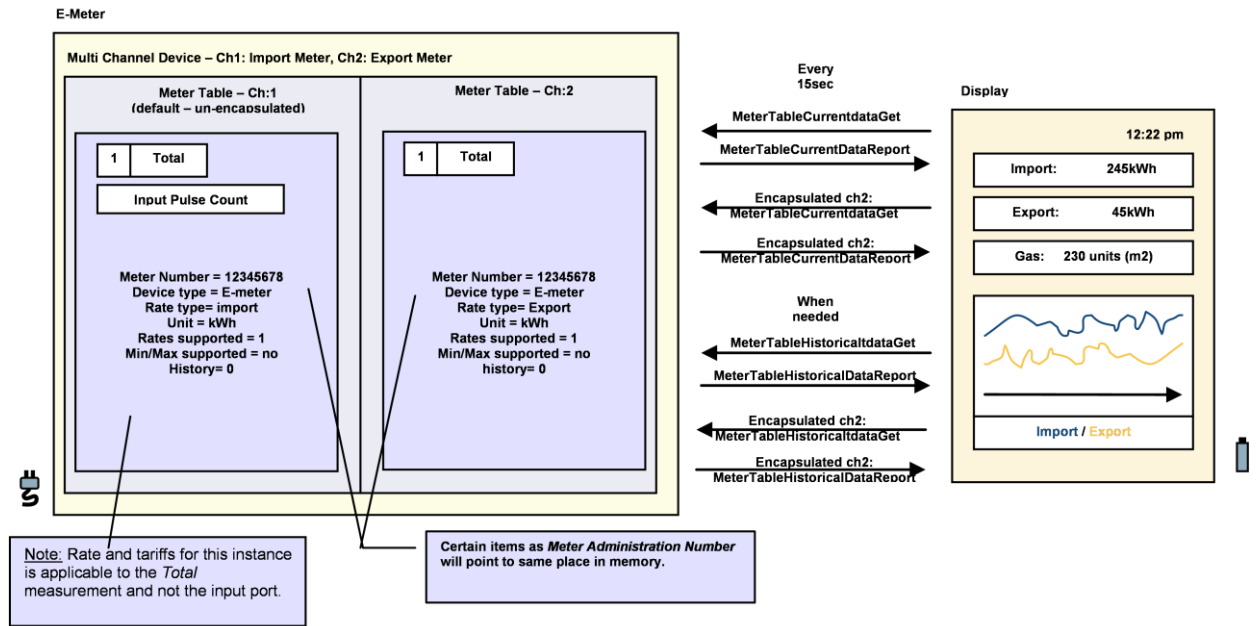 E-Meter
Multi Channel Device – Ch1: Import Meter, Ch2: Export Meter
Meter Table – Ch:1
(default – un-encapsulated)
1 Total
Input Pulse Count
Meter Number = 12345678
Device type = E-meter
Rate type= import
Unit = kWh
Rates supported = 1
Min/Max supported = no
History= 0
Meter Table – Ch:2
1 Total
Meter Number = 12345678
Device type = E-meter
Rate type= Export
Unit = kWh
Rates supported = 1
Min/Max supported = no
history= 0
Note: Rate and tariffs for this instance
is applicable to the Total
measurement and not the input port.
Certain items as Meter Administration Number
will point to same place in memory.
Every
15sec
MeterTableCurrentdataGet
MeterTableCurrentDataReport
Encapsulated ch2:
MeterTableCurrentdataGet
Encapsulated ch2:
MeterTableCurrentDataReport
When
needed
MeterTableHistoricaltdataGet
MeterTableHistoricalDataReport
Encapsulated ch2:
MeterTableHistoricaltdataGet
Encapsulated ch2:
MeterTableHistoricalDataReport
Display
12:22 pm
Import: 245kWh
Export: 45kWh
Gas: 230 units (m2)
Import / Export